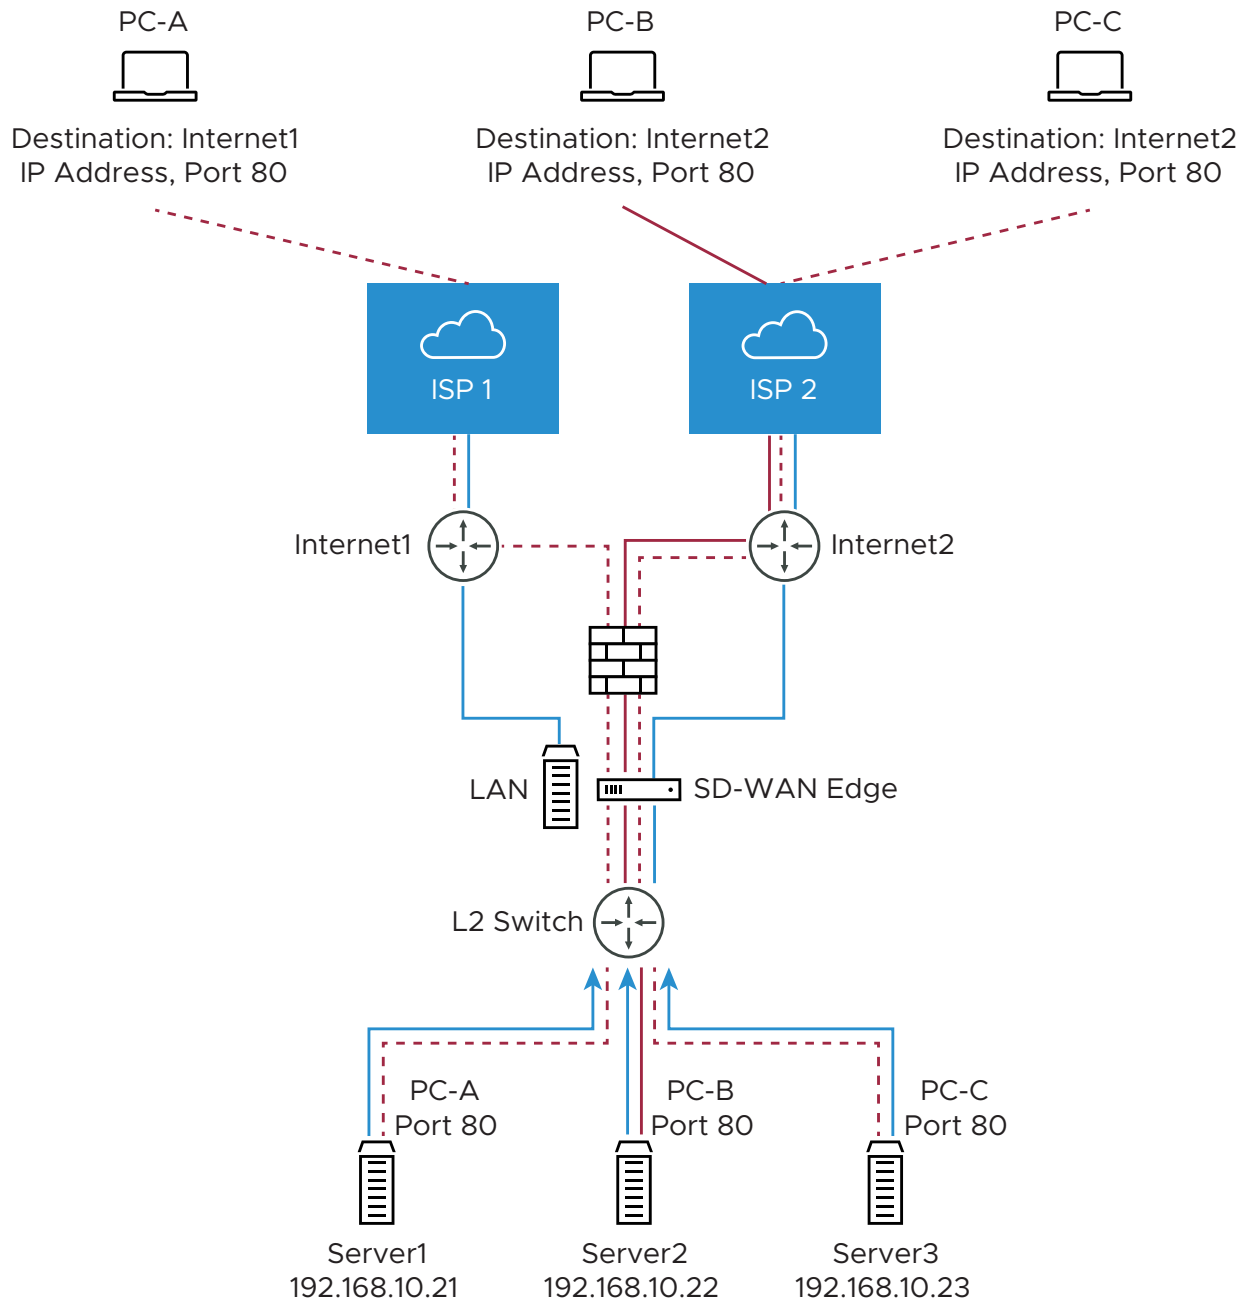 PC-A
PC-B
PC-C
Destination: Internet1
IP Address, Port 80
Destination: Internet2
IP Address, Port 80
Destination: Internet2
IP Address, Port 80
ISP 1
ISP 2
Internet1
Internet2
LAN
SD-WAN Edge
L2 Switch
PC-A
Port 80
PC-B
Port 80
PC-C
Port 80
Server1
192.168.10.21
Server2
192.168.10.22
Server3
192.168.10.23